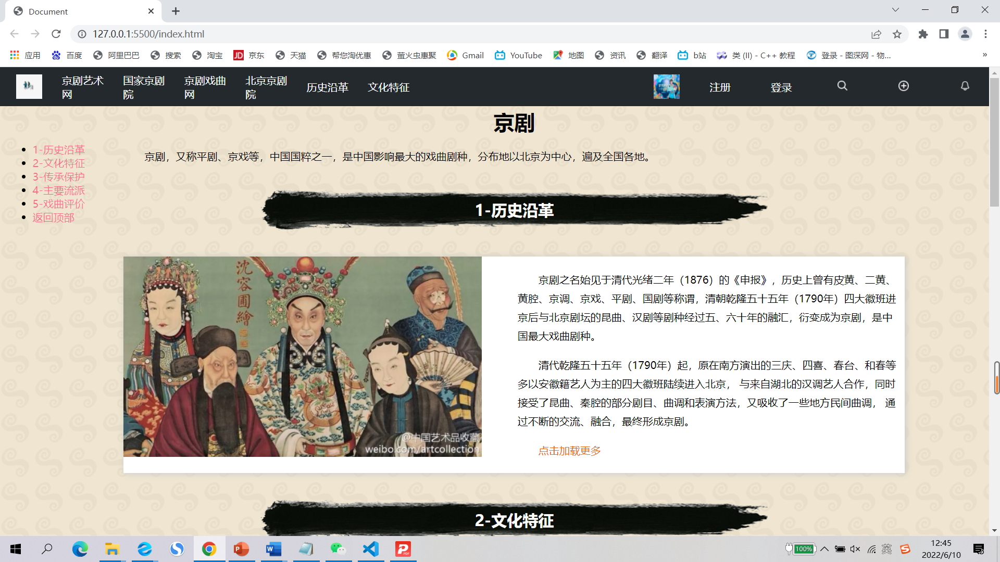 Document
127.0.0.1:5500/index.html
应用
百度
阿里巴巴
搜索
淘宝
京东
天猫
帮您淘优惠
萤火虫惠聚
Gmail
YouTube
地图
资讯
翻译
b站
类 (II) - C++ 教程
登录 - 图深网 - 物...
»
京剧艺术
网
国家京剧
院
京剧戏曲
网
北京京剧
院
历史沿革
文化特征
注册
登录
京剧
1-历史沿革
2-文化特征
3-传承保护
4-主要流派
5-戏曲评价
返回顶部
京剧，又称平剧、京戏等，中国国粹之一，是中国影响最大的戏曲剧种，分布地以北京为中心，遍及全国各地。
1-历史沿革
沈容圃繪
@中国艺术品收藏
weibo.com/artcollection
京剧之名始见于清代光绪二年（1876）的《申报》，历史上曾有皮黄、二黄、
黄腔、京调、京戏、平剧、国剧等称谓，清朝乾隆五十五年（1790年）四大徽班进
京后与北京剧坛的昆曲、汉剧等剧种经过五、六十年的融汇，衍变成为京剧，是中
国最大戏曲剧种。
清代乾隆五十五年（1790年）起，原在南方演出的三庆、四喜、春台、和春等
多以安徽籍艺人为主的四大徽班陆续进入北京， 与来自湖北的汉调艺人合作，同时
接受了昆曲、秦腔的部分剧目、曲调和表演方法，又吸收了一些地方民间曲调， 通
过不断的交流、融合，最终形成京剧。
点击加载更多
2-文化特征
100%
英
12:45
2022/6/10